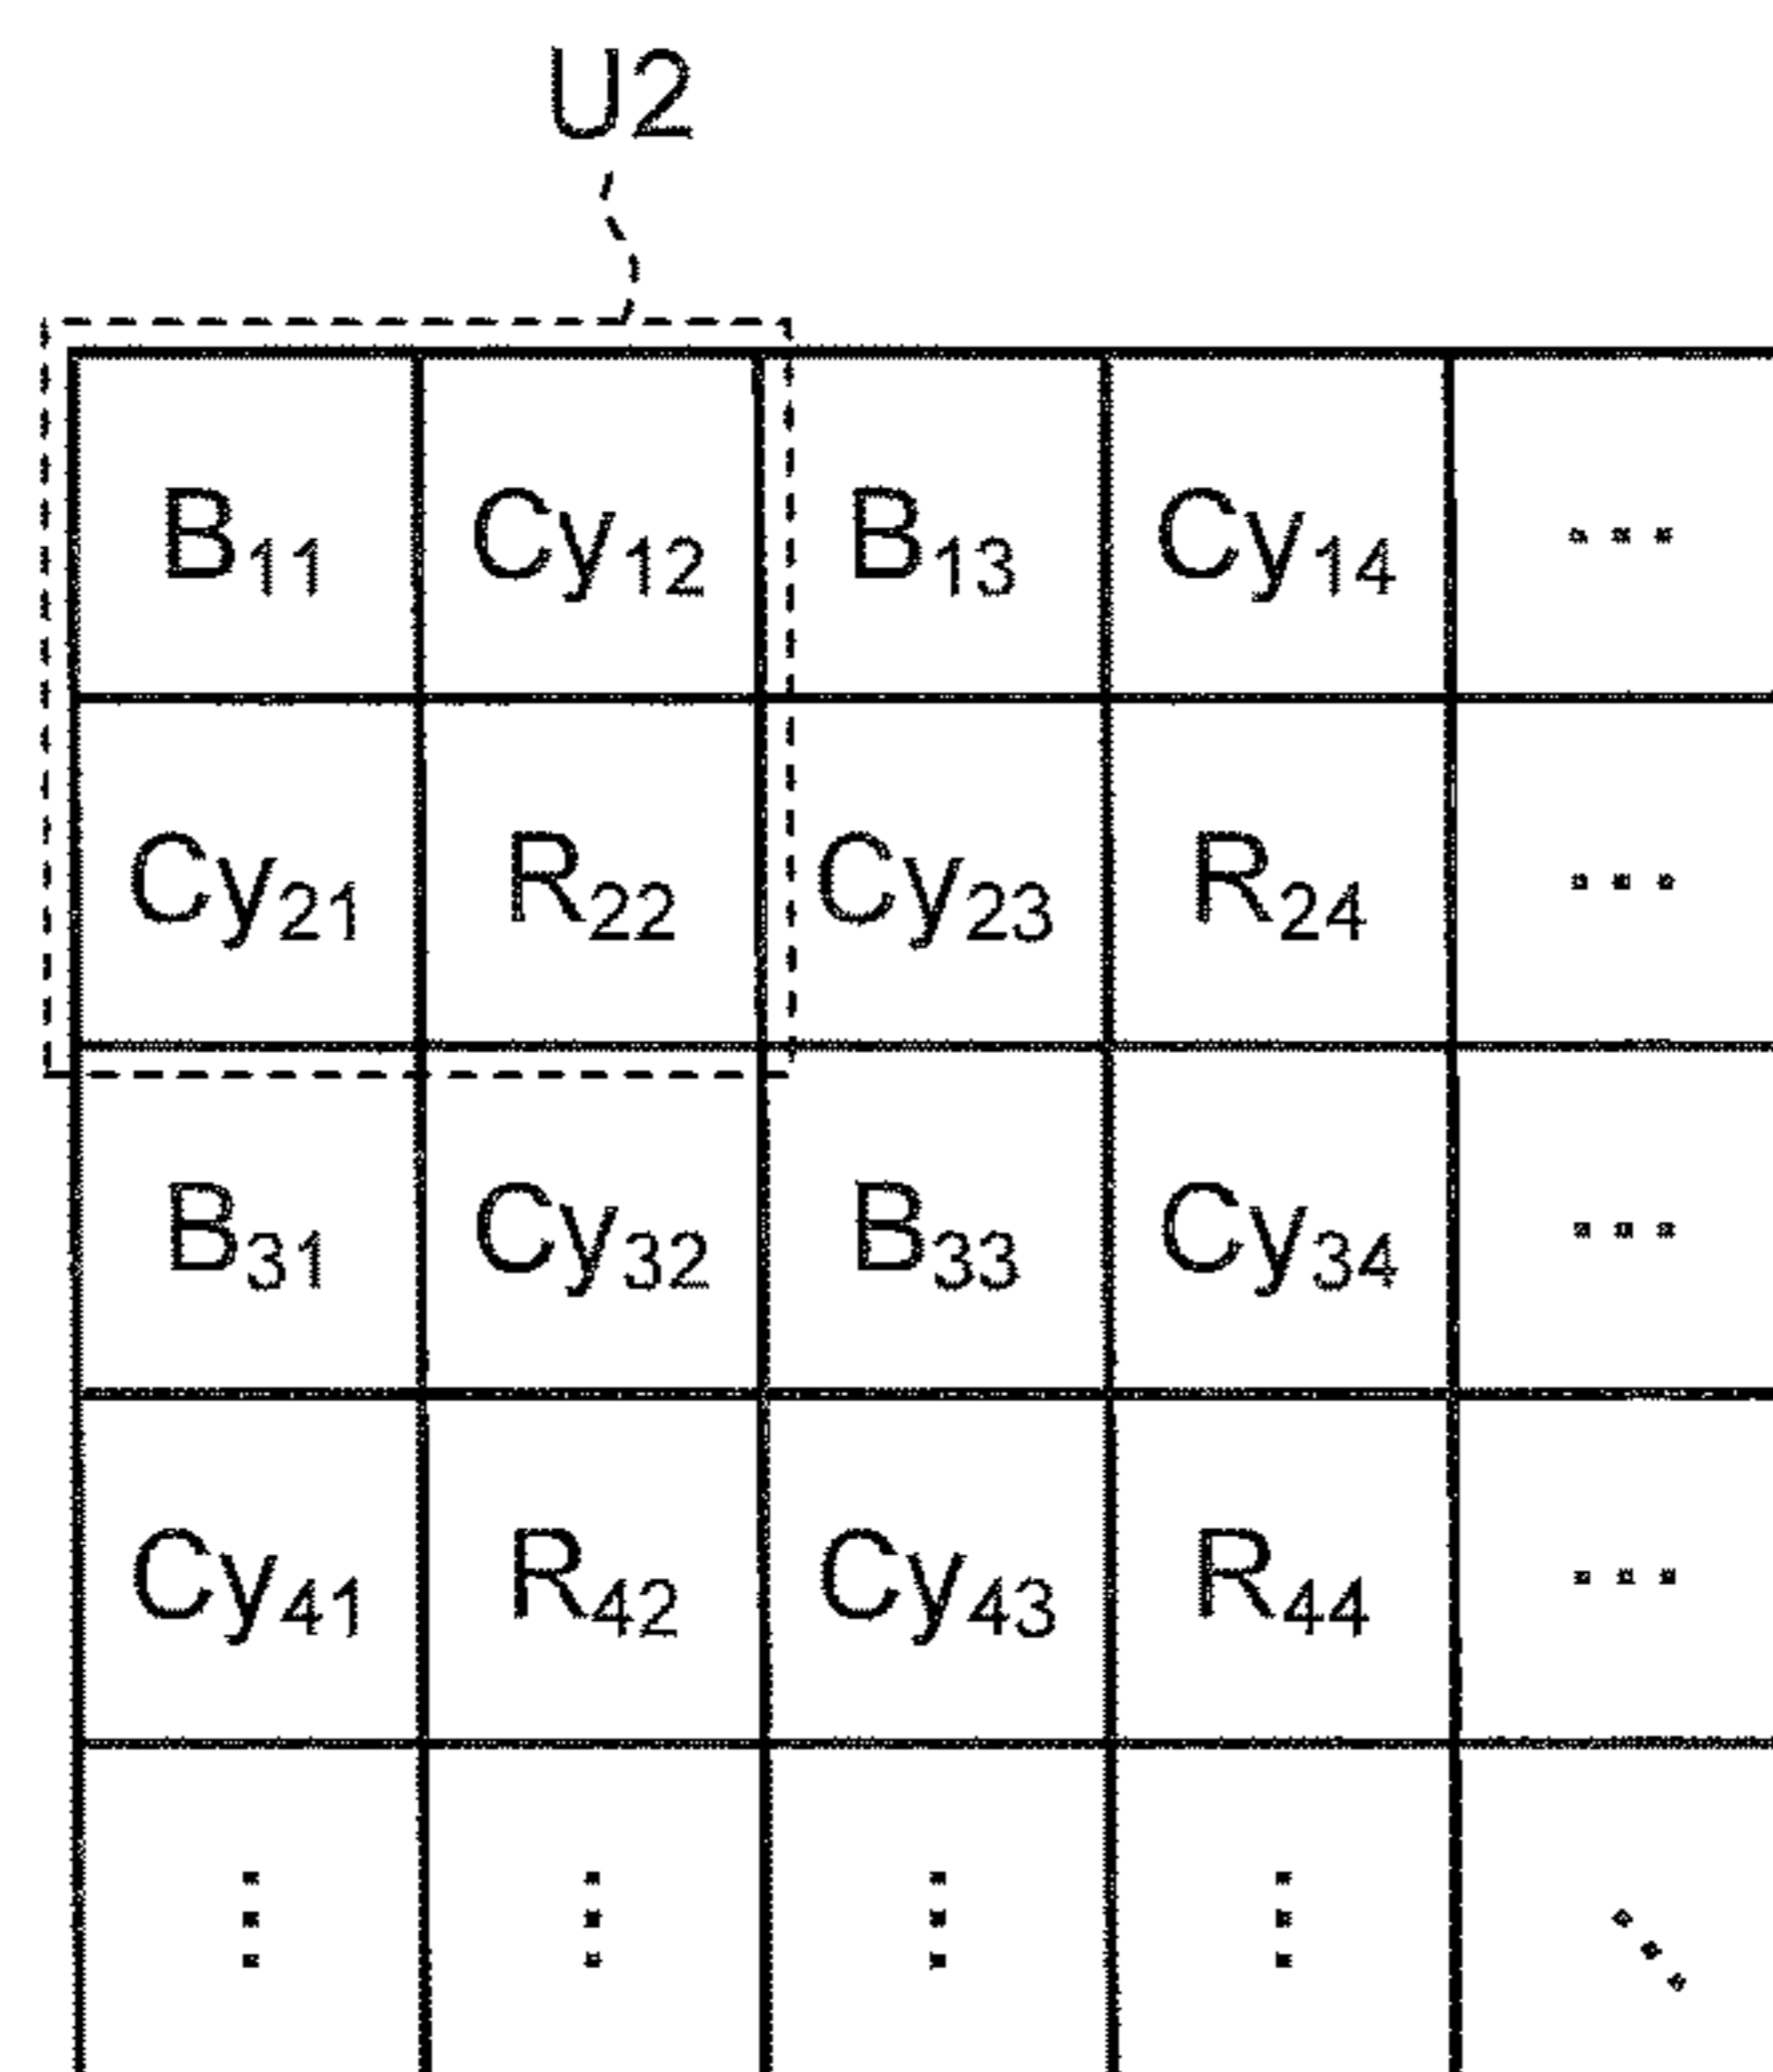 U2
B11 Cy12 B13 Cy14 ...
Cy21 R22 Cy23 R24 ...
B31 Cy32 B33 Cy34 ...
Cy41 R42 Cy43 R44 ...